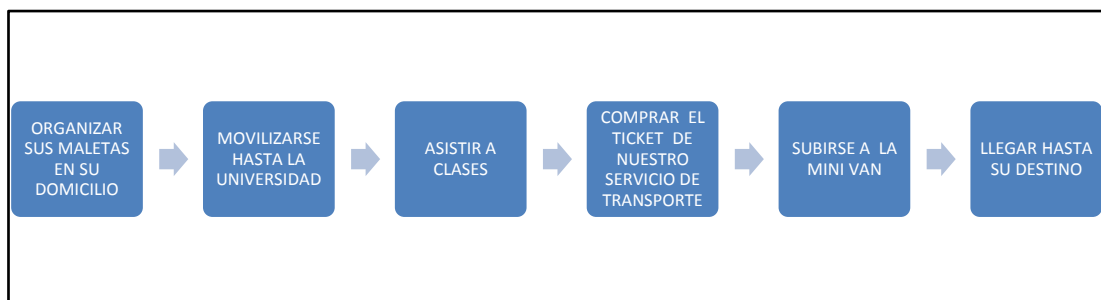 ORGANIZAR
SUS MALETAS
EN SU
DOMICILIO
MOVILIZARSE
HASTA LA
UNIVERSIDAD
ASISTIR A
CLASES
COMPRAR EL
TICKET DE
NUESTRO
SERVICIO DE
TRANSPORTE
SUBIRSE A LA
MINI VAN
LLEGAR HASTA
SU DESTINO